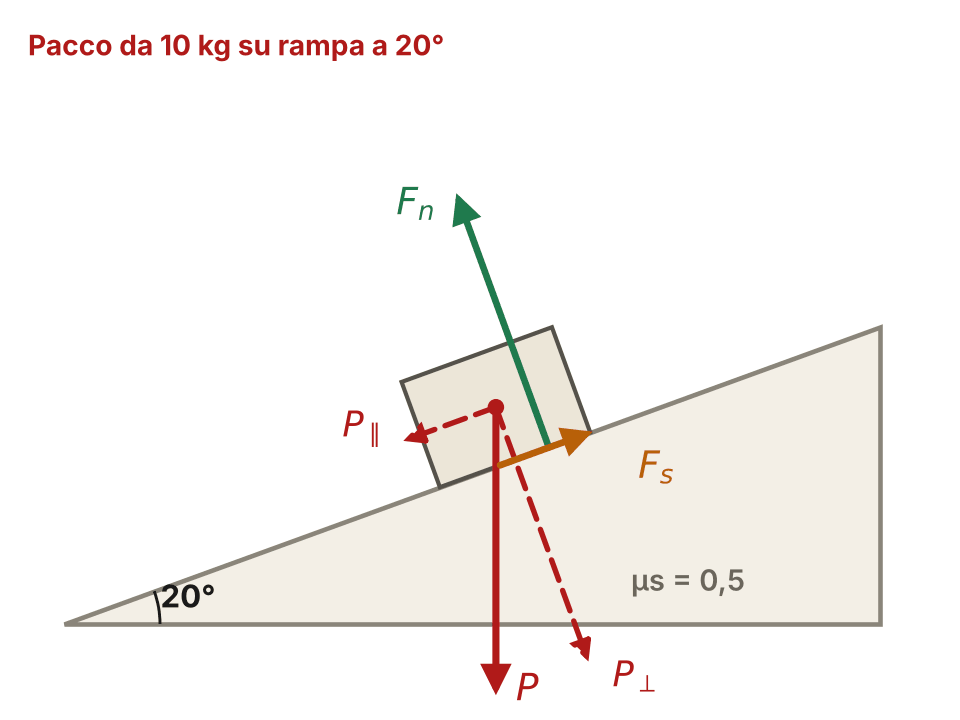 Pacco da 10 kg su rampa a 20°
Fn
P∥
Fs
20°
μs = 0,5
P⊥
P